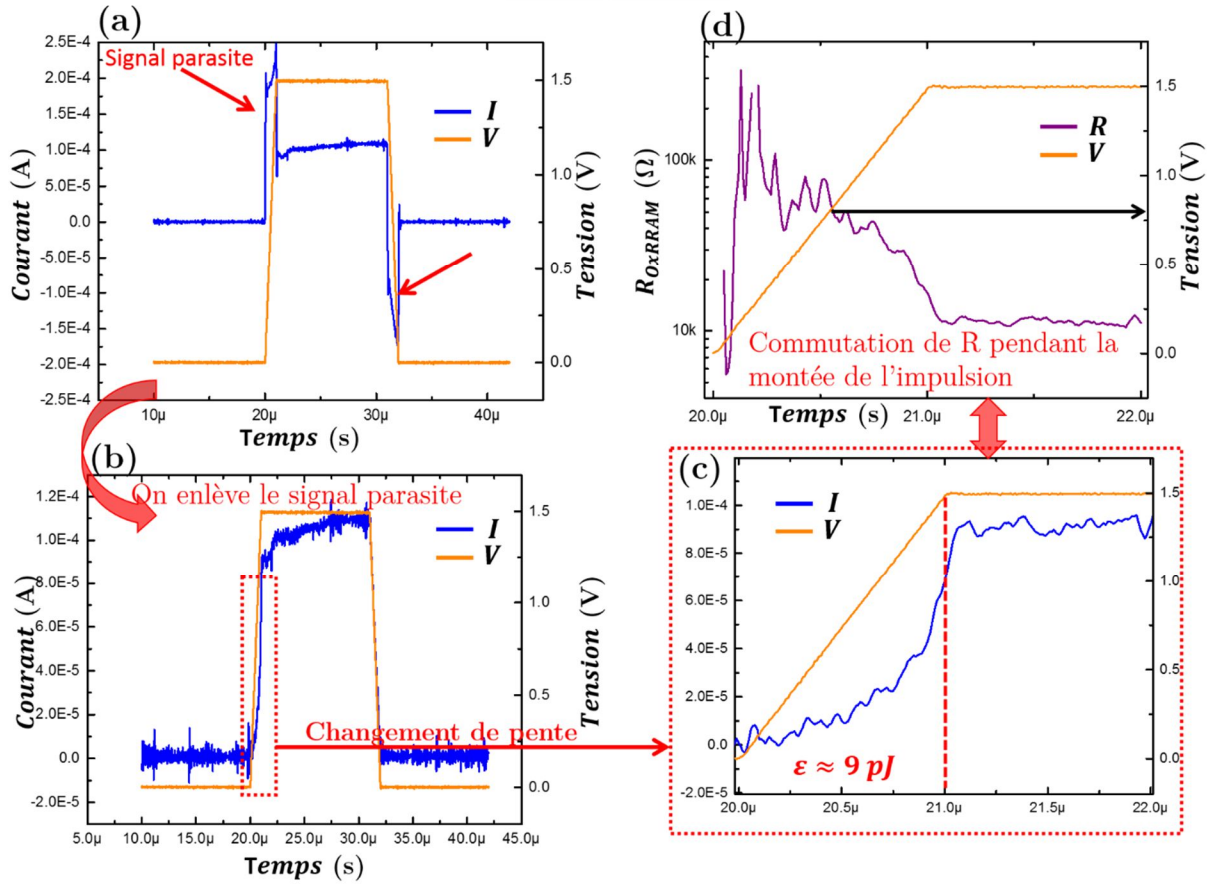 (a)
Signal parasite
I
V
Courant (A)
2.5E-4
2.0E-4
1.5E-4
1.0E-4
5.0E-5
0.0
-5.0E-5
-1.0E-4
-1.5E-4
-2.0E-4
-2.5E-4
1.5
1.0
0.5
0.0
Tension (V)
10μ 20μ 30μ 40μ
Temps (s)
(d)
R
V
R_OxRRAM (Ω)
100k
10k
1.5
1.0
0.5
0.0
Tension (V)
Commutation de R pendant la
montée de l'impulsion
20.0μ 21.0μ 22.0μ
Temps (s)
(b)
On enlève le signal parasite
I
V
Courant (A)
1.2E-4
1.0E-4
8.0E-5
6.0E-5
4.0E-5
2.0E-5
0.0
-2.0E-5
1.5
1.0
0.5
0.0
Tension (V)
Changement de pente
5.0μ 10.0μ 15.0μ 20.0μ 25.0μ 30.0μ 35.0μ 40.0μ 45.0μ
Temps (s)
(c)
I
V
1.0E-4
8.0E-5
6.0E-5
4.0E-5
2.0E-5
0.0
-2.0E-5
1.5
1.0
0.5
0.0
ε ≈ 9 pJ
20.0μ 20.5μ 21.0μ 21.5μ 22.0μ